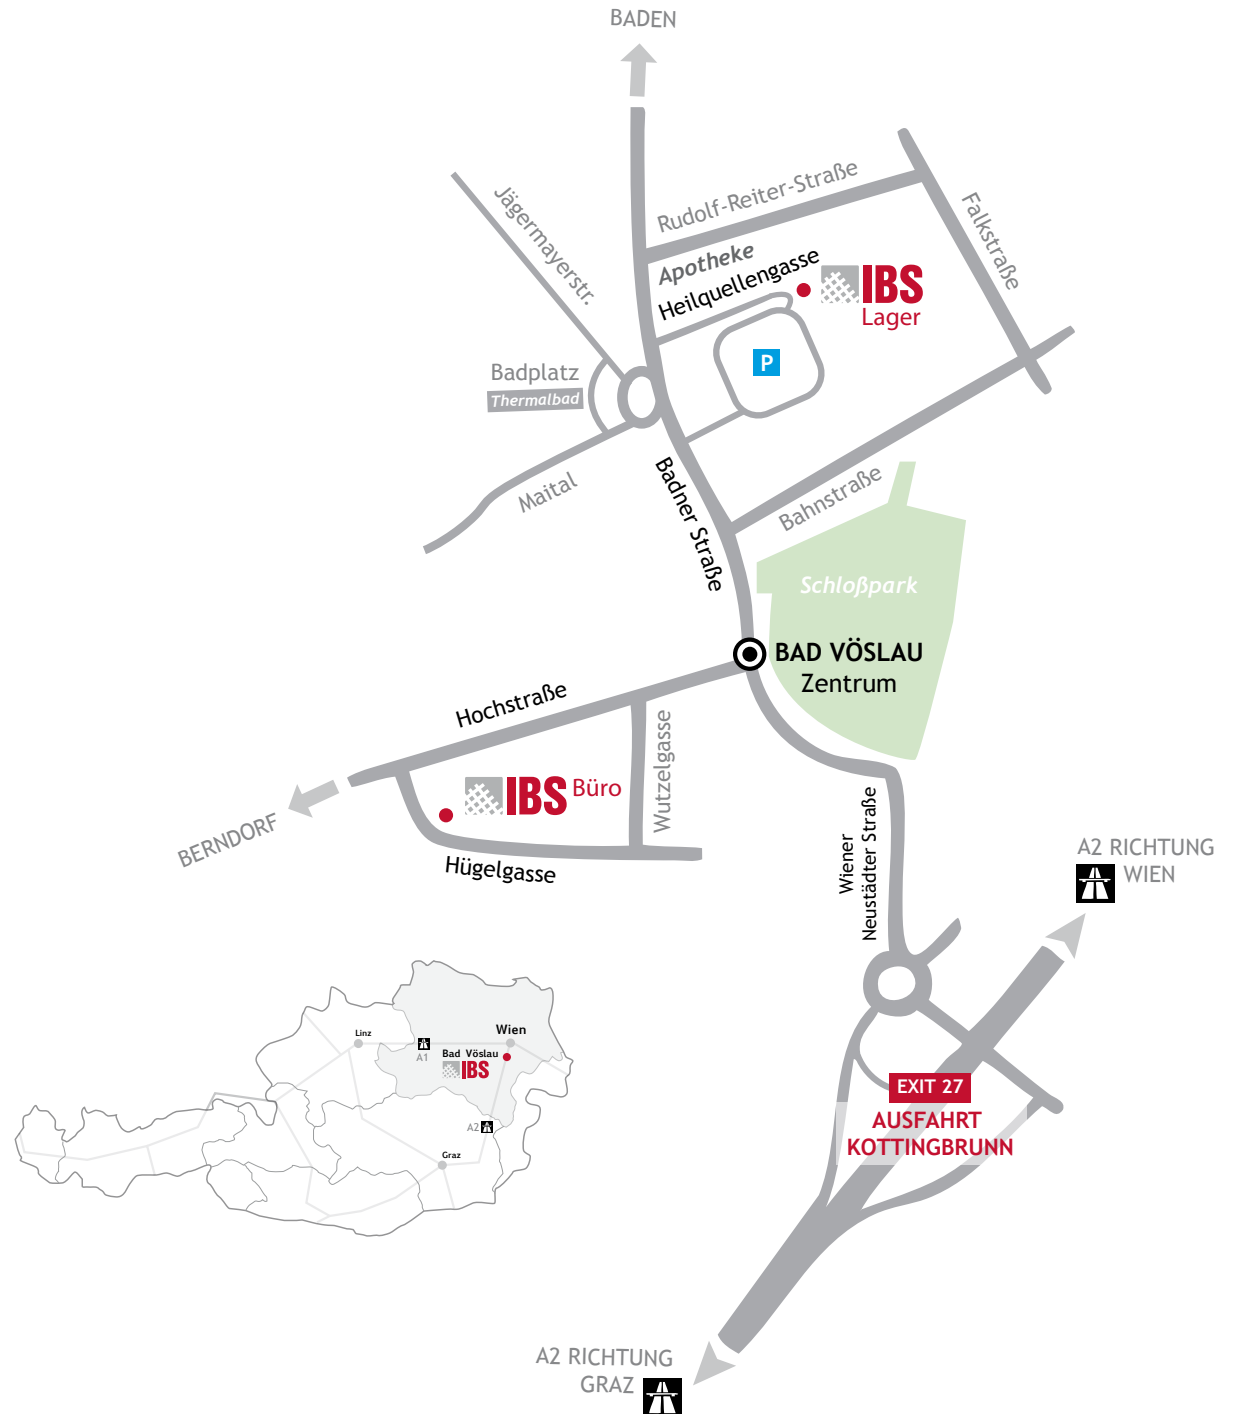 BADEN
Jägermayerstr.
Rudolf-Reiter-Straße
Falkstraße
Apotheke
Heilquellengasse
IBS
Lager
P
Badplatz
Thermalbad
Maital
Badner Straße
Bahnstraße
Schloßpark
BAD VÖSLAU
Zentrum
Hochstraße
Wutzelgasse
IBS Büro
BERNDORF
Hügelgasse
Wiener
Neustädter Straße
A2 RICHTUNG
WIEN
Linz
A1
Wien
Bad Vöslau
IBS
A2
Graz
EXIT 27
AUSFAHRT
KOTTINGBRUNN
A2 RICHTUNG
GRAZ